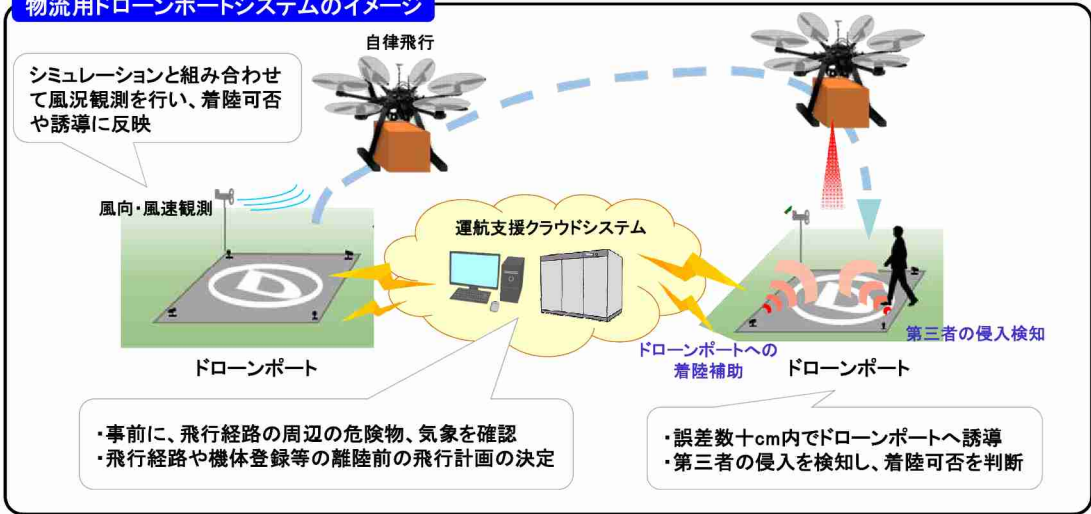 物流用ドローンポートシステムのイメージ
自律飛行
シミュレーションと組み合わせ
て風況観測を行い、着陸可否
や誘導に反映
風向・風速観測
運航支援クラウドシステム
第三者の侵入検知
ドローンポートへの
着陸補助
ドローンポート
ドローンポート
・事前に、飛行経路の周辺の危険物、気象を確認
・飛行経路や機体登録等の離陸前の飛行計画の決定
・誤差数十cm内でドローンポートへ誘導
・第三者の侵入を検知し、着陸可否を判断